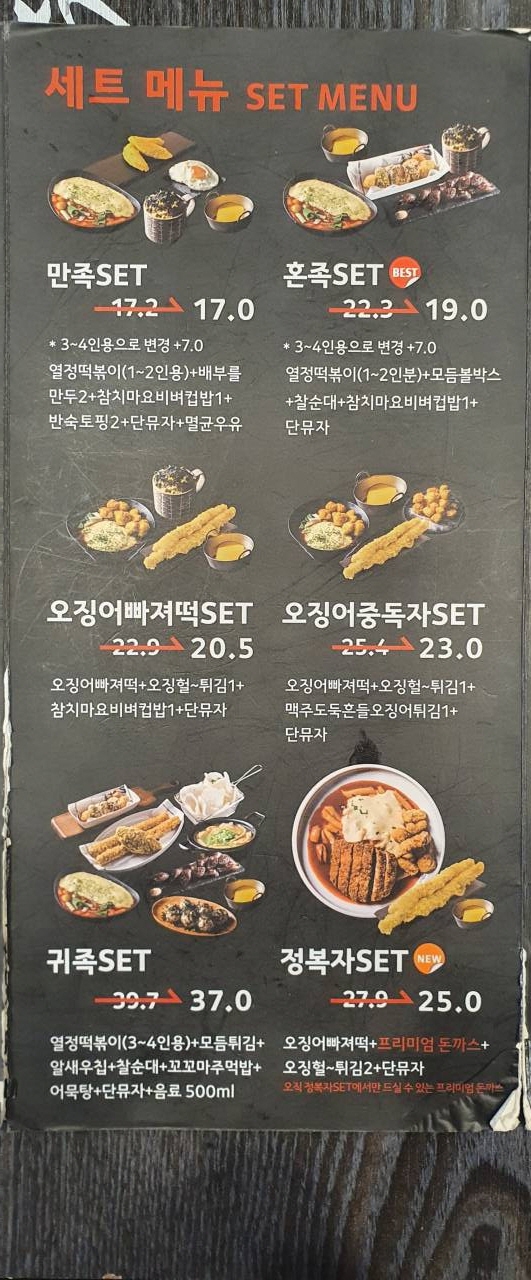 세트 메뉴 SET MENU
만족SET
17.2 17.0
* 3~4인용으로 변경 +7.0
열정떡볶이(1~2인용)+배부를
만두2+참치마요비벼컵밥1+
반숙토핑2+단무자+멸균우유
혼족SET BEST
22.3 19.0
* 3~4인용으로 변경 +7.0
열정떡볶이(1~2인분)+모듬볼박스
+찰순대+참치마요비벼컵밥1+
단무자
오징어빠져떡SET
22.9 20.5
오징어빠져떡+오징헐~튀김1+
참치마요비벼컵밥1+단무자
오징어중독자SET
25.4 23.0
오징어빠져떡+오징헐~튀김1+
맥주도둑흔들오징어튀김1+
단무자
귀족SET
39.7 37.0
열정떡볶이(3~4인용)+모듬튀김+
알새우칩+찰순대+꼬꼬마주먹밥+
어묵탕+단무자+음료 500ml
정복자SET NEW
27.9 25.0
오징어빠져떡+프리미엄 돈까스+
오징헐~튀김2+단무자
오직 정복자SET에서만 드실 수 있는 프리미엄 돈까스